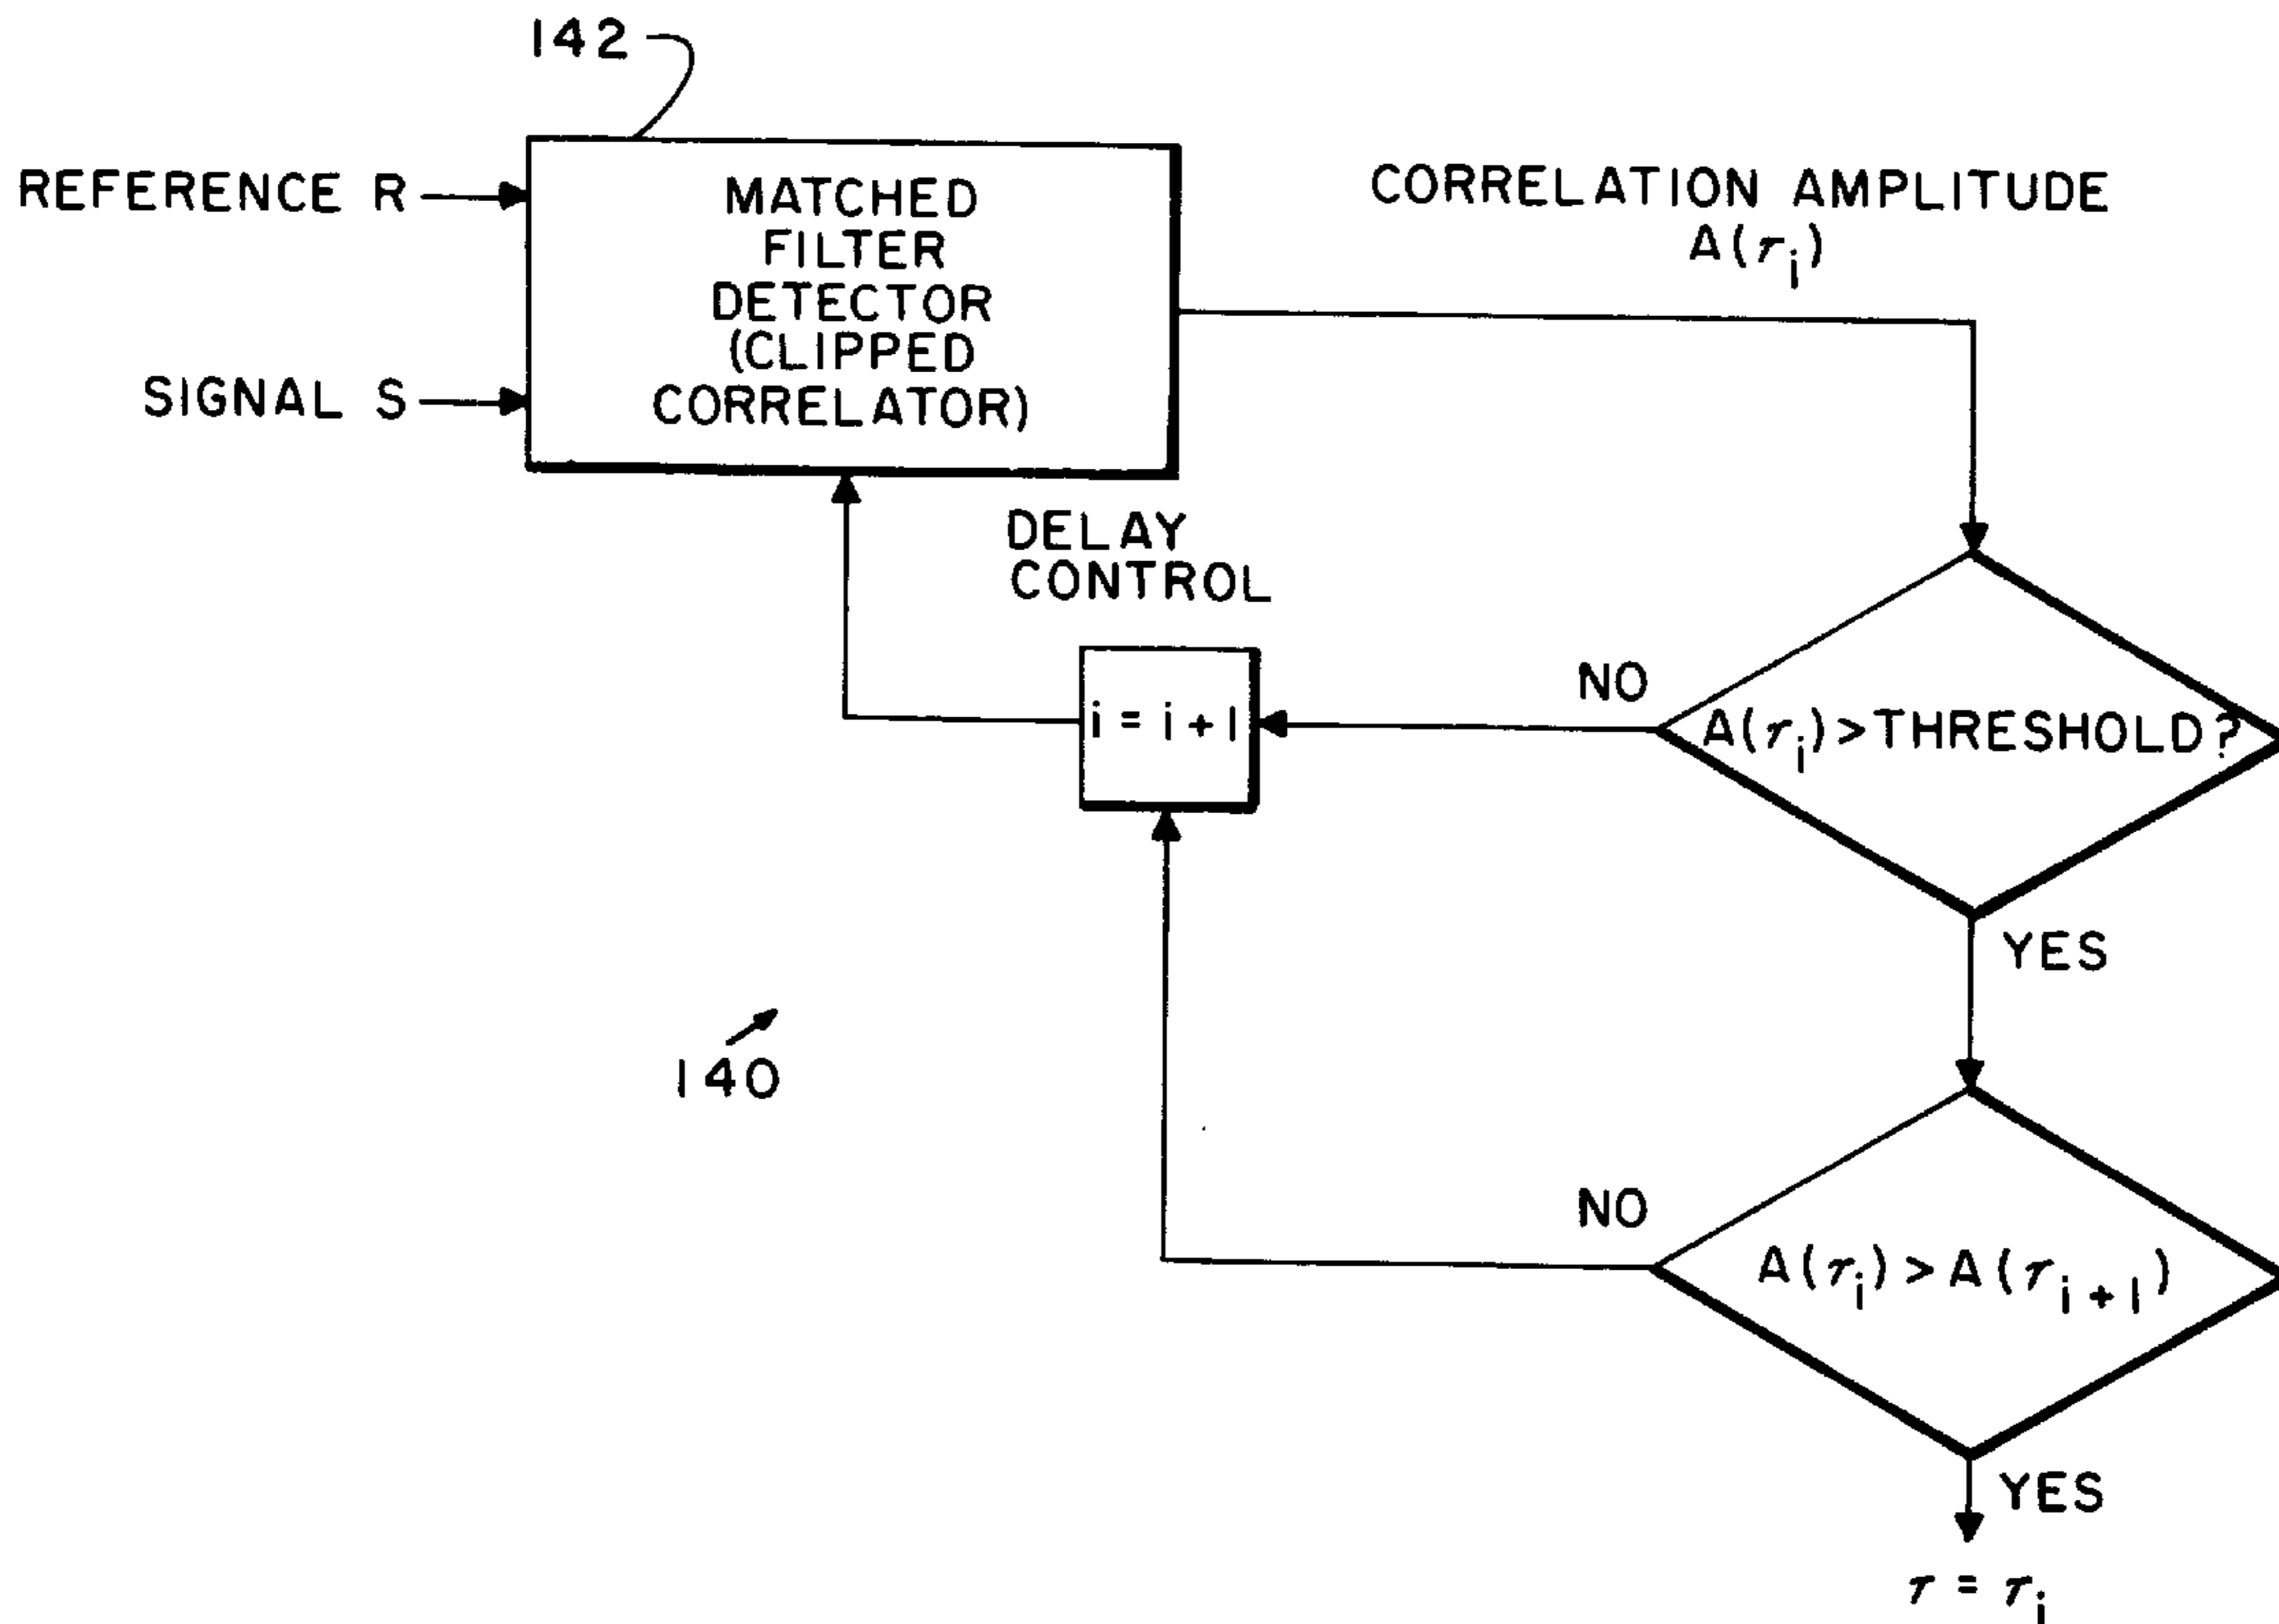 142
REFERENCE R
SIGNAL S
MATCHED
FILTER
DETECTOR
(CLIPPED
CORRELATOR)
CORRELATION AMPLITUDE
A(τi)
DELAY
CONTROL
i = i + 1
NO
A(τi) > THRESHOLD?
YES
140
NO
A(τi) > A(τi+1)
YES
τ = τi